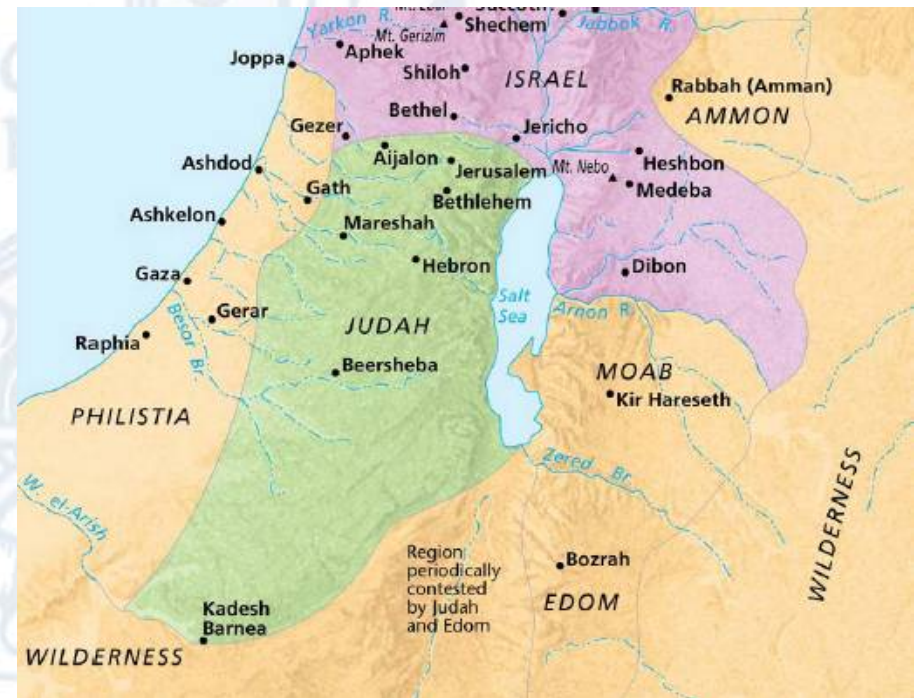 Succoth
Yarkon R.
Mt. Gerizim
Shechem
Jabbok R.
Joppa
Aphek
Shiloh
ISRAEL
Rabbah (Amman)
AMMON
Bethel
Gezer
Jericho
Ashdod
Aijalon
Jerusalem
Mt. Nebo
Heshbon
Medeba
Gath
Bethlehem
Ashkelon
Mareshah
Hebron
Dibon
Gaza
Salt
Sea
Arnon R.
Gerar
Besor Br.
Raphia
JUDAH
Beersheba
MOAB
Kir Hareseth
PHILISTIA
Zered Br.
W. el-Arish
WILDERNESS
Region
periodically
contested
by Judah
and Edom
Bozrah
EDOM
Kadesh
Barnea
WILDERNESS